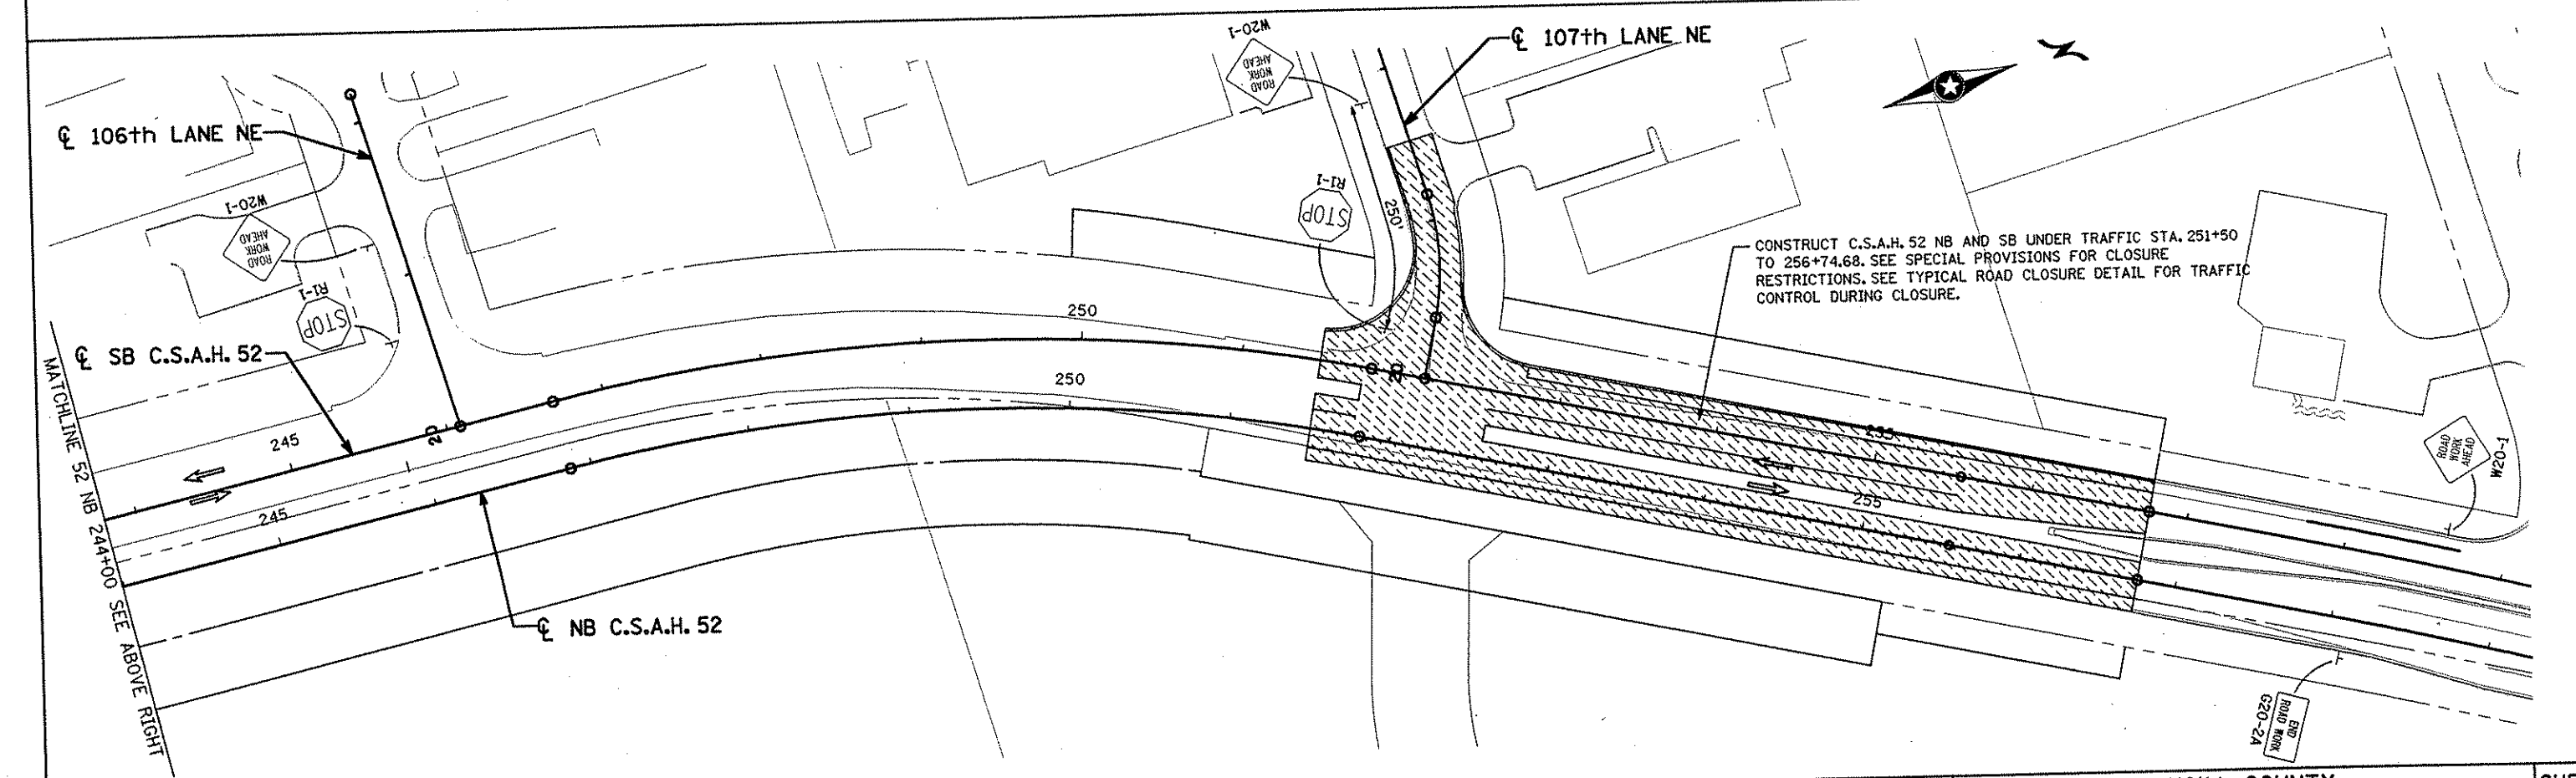 W20-1
ROAD
WORK
AHEAD
℄ 107th LANE NE
℄ 106th LANE NE
W20-1
ROAD
WORK
AHEAD
R1-1
STOP
R1-1
STOP
250'
CONSTRUCT C.S.A.H. 52 NB AND SB UNDER TRAFFIC STA. 251+50
TO 256+74.68. SEE SPECIAL PROVISIONS FOR CLOSURE
RESTRICTIONS. SEE TYPICAL ROAD CLOSURE DETAIL FOR TRAFFIC
CONTROL DURING CLOSURE.
℄ SB C.S.A.H. 52
MATCHLINE 52 NB 244+00 SEE ABOVE RIGHT
250
250
20
20
245
245
255
255
ROAD
WORK
AHEAD
W20-1
℄ NB C.S.A.H. 52
END
ROAD WORK
G20-2A
COUNTY